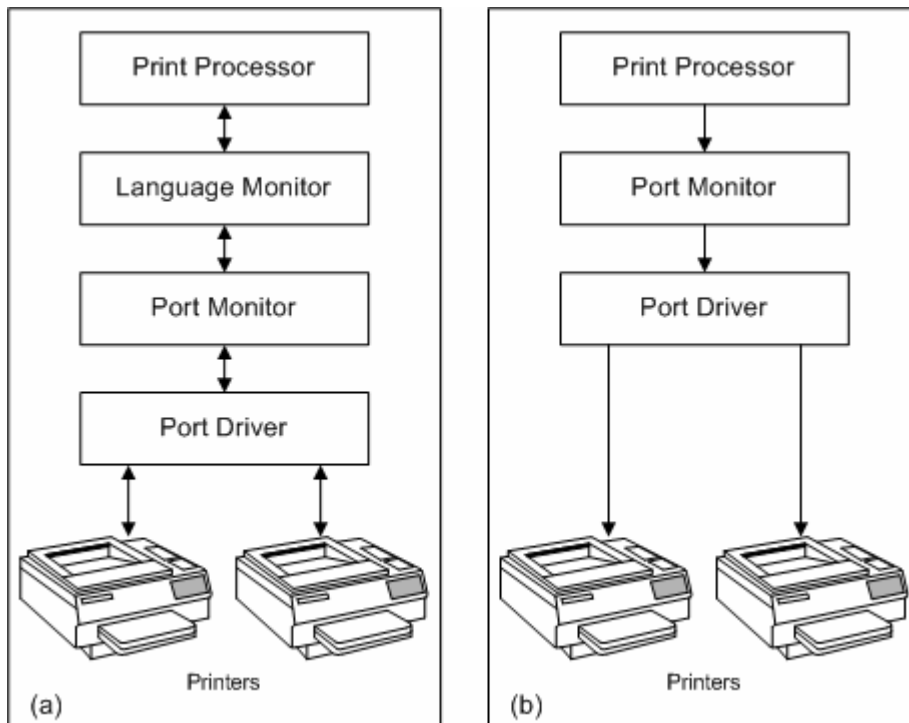 Print Processor
Language Monitor
Port Monitor
Port Driver
Printers
(a)
Print Processor
Port Monitor
Port Driver
Printers
(b)